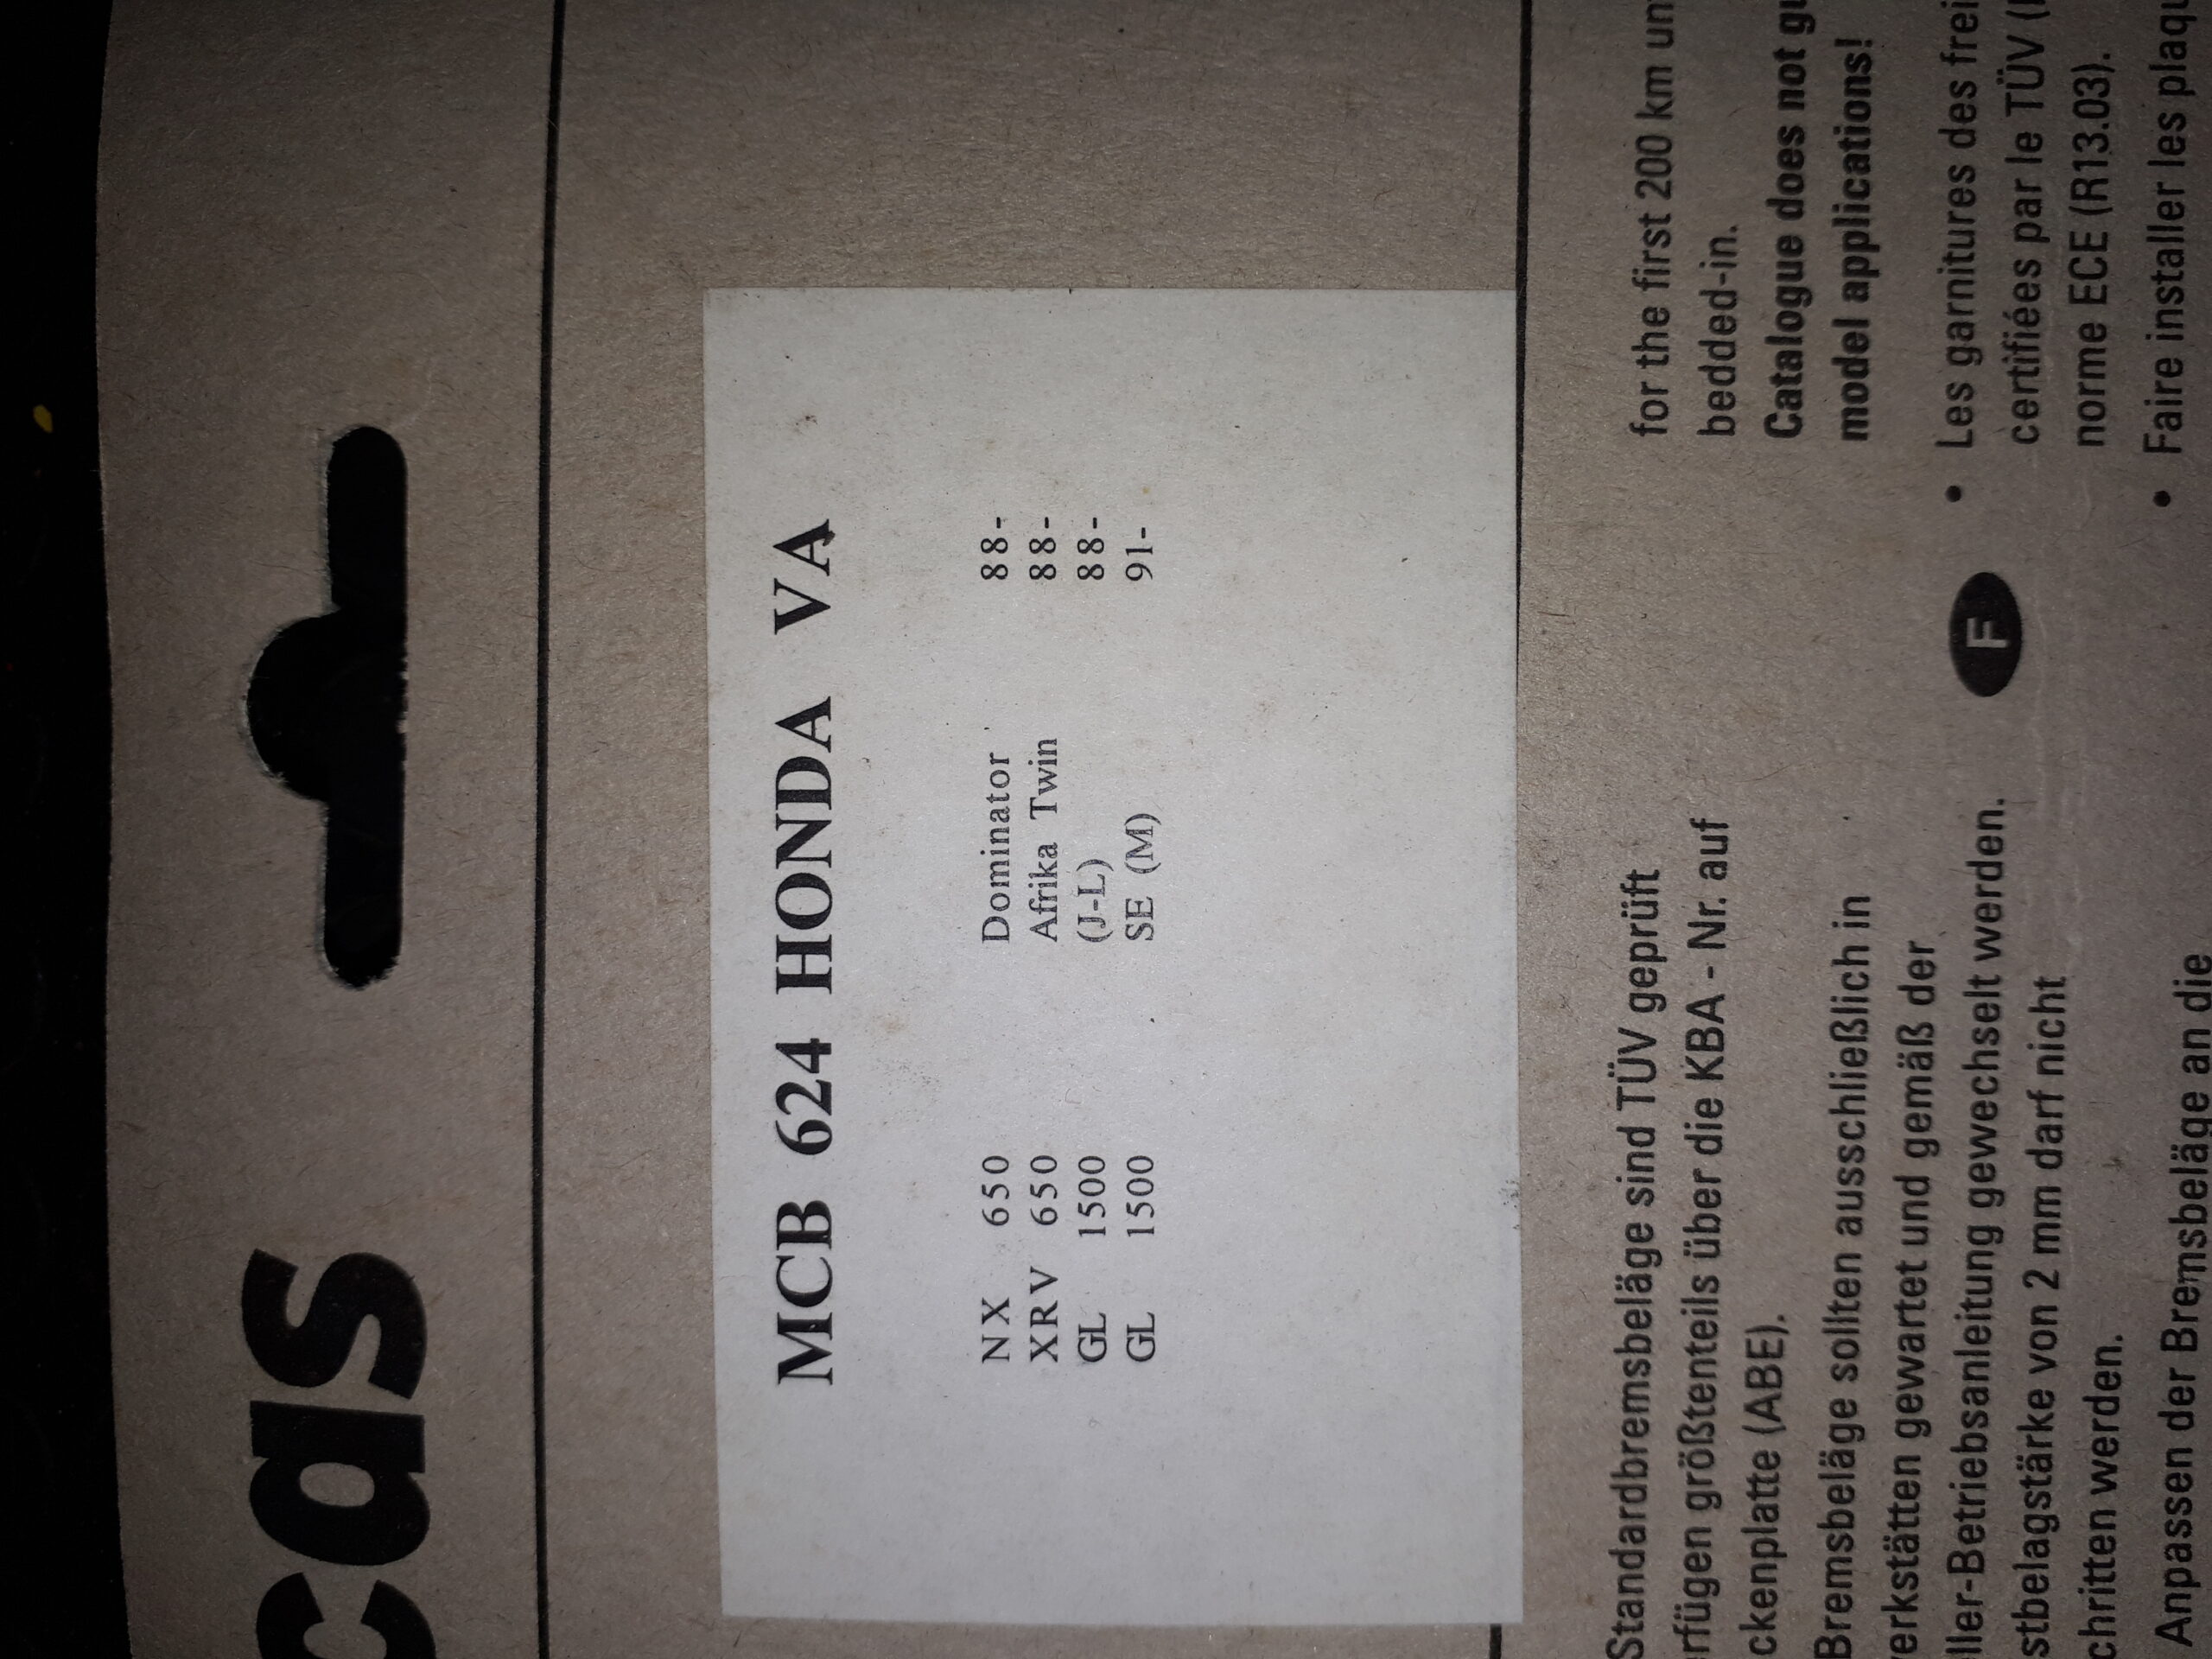 cas
MCB 624 HONDA VA
NX 650 Dominator 88-
XRV 650 Afrika Twin 88-
GL 1500 (J-L) 88-
GL 1500 SE (M) 91-
Standardbremsbeläge sind TÜV geprüft
rfügen größtenteils über die KBA - Nr. auf
ckenplatte (ABE).
Bremsbeläge sollten ausschließlich in
erkstätten gewartet und gemäß der
ller-Betriebsanleitung gewechselt werden.
stbelagstärke von 2 mm darf nicht
chritten werden.
Anpassen der Bremsbeläge an die
for the first 200 km un
bedded-in.
Catalogue does not gu
model applications!
F
• Les garnitures des frei
certifiées par le TÜV (
norme ECE (R13.03).
• Faire installer les plaqu